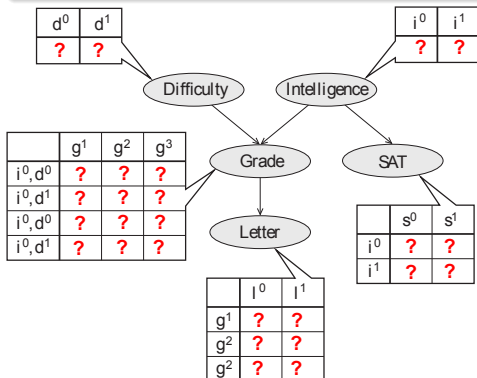 d⁰ d¹
? ?
i⁰ i¹
? ?
Difficulty
Intelligence
g¹ g² g³
i⁰,d⁰ ? ? ?
i⁰,d¹ ? ? ?
i⁰,d⁰ ? ? ?
i⁰,d¹ ? ? ?
Grade
SAT
s⁰ s¹
i⁰ ? ?
i¹ ? ?
Letter
l⁰ l¹
g¹ ? ?
g² ? ?
g² ? ?